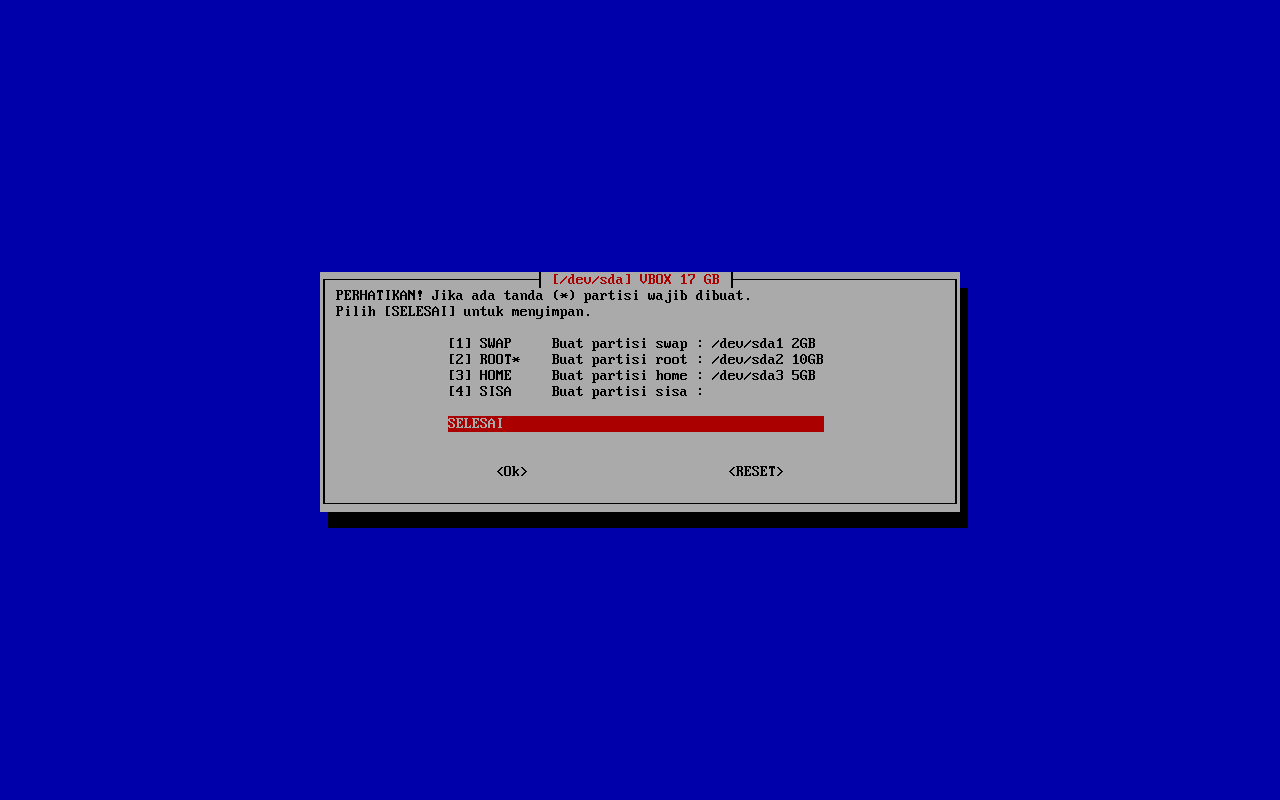 [/dev/sda] VBOX 17 GB
PERHATIKAN! Jika ada tanda (*) partisi wajib dibuat.
Pilih [SELESAI] untuk menyimpan.
[1] SWAP Buat partisi swap : /dev/sda1 2GB
[2] ROOT* Buat partisi root : /dev/sda2 10GB
[3] HOME Buat partisi home : /dev/sda3 5GB
[4] SISA Buat partisi sisa :
SELESAI
<Ok> <RESET>